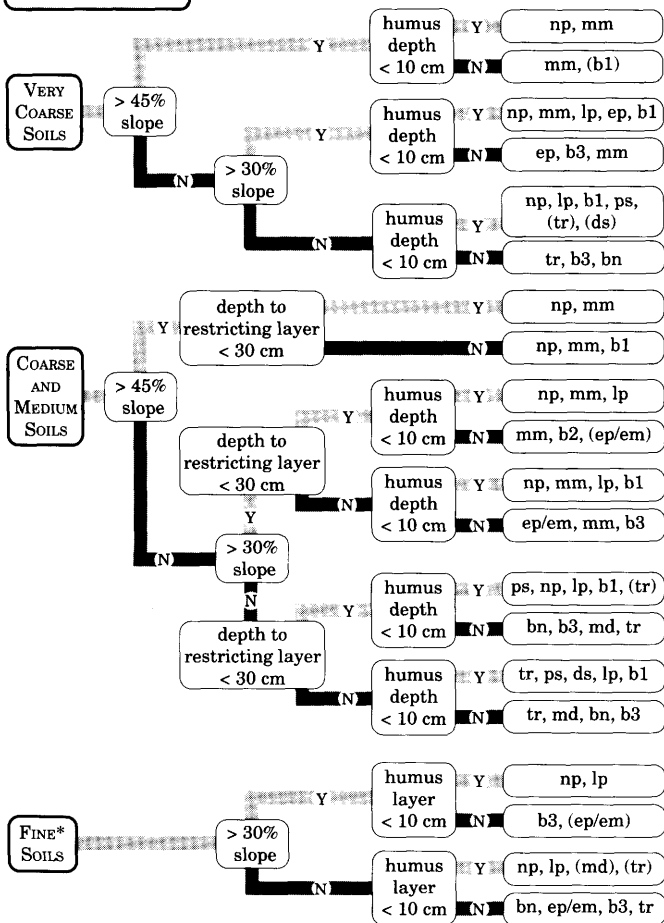 humus
depth
< 10 cm
Y
np, mm
N
mm, (b1)
Y
VERY
COARSE
SOILS
> 45%
slope
N
> 30%
slope
Y
humus
depth
< 10 cm
Y
np, mm, lp, ep, b1
N
ep, b3, mm
N
humus
depth
< 10 cm
Y
np, lp, b1, ps,
(tr), (ds)
N
tr, b3, bn
COARSE
AND
MEDIUM
SOILS
> 45%
slope
Y
depth to
restricting layer
< 30 cm
Y
np, mm
N
np, mm, b1
N
> 30%
slope
Y
depth to
restricting layer
< 30 cm
Y
humus
depth
< 10 cm
Y
np, mm, lp
N
mm, b2, (ep/em)
N
humus
depth
< 10 cm
Y
np, mm, lp, b1
N
ep/em, mm, b3
N
depth to
restricting layer
< 30 cm
Y
humus
depth
< 10 cm
Y
ps, np, lp, b1, (tr)
N
bn, b3, md, tr
N
humus
depth
< 10 cm
Y
tr, ps, ds, lp, b1
N
tr, md, bn, b3
FINE*
SOILS
> 30%
slope
Y
humus
layer
< 10 cm
Y
np, lp
N
b3, (ep/em)
N
humus
layer
< 10 cm
Y
np, lp, (md), (tr)
N
bn, ep/em, b3, tr